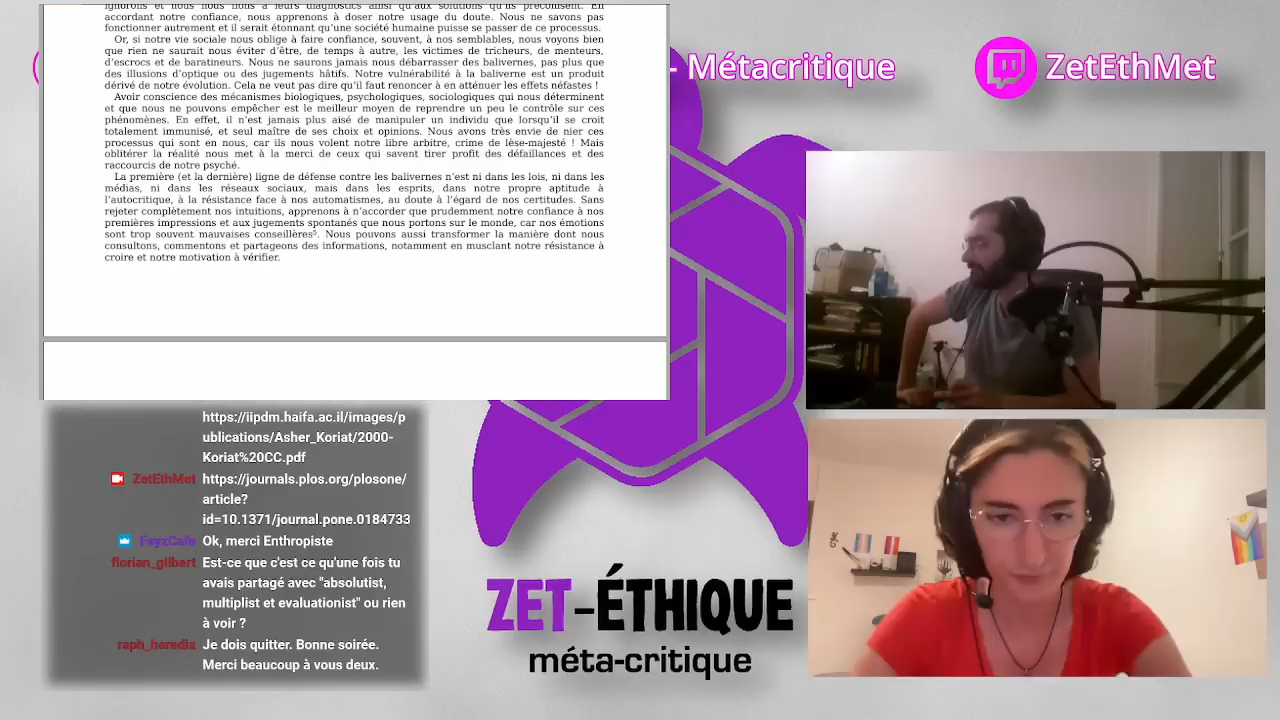 ignorons et nous nous fions à leurs diagnostics ainsi qu'aux solutions qu'ils préconisent. En
accordant notre confiance, nous apprenons à doser notre usage du doute. Nous ne savons pas
fonctionner autrement et il serait étonnant qu'une société humaine puisse se passer de ce processus.
Or, si notre vie sociale nous oblige à faire confiance, souvent, à nos semblables, nous voyons bien
que rien ne saurait nous éviter d'être, de temps à autre, les victimes de tricheurs, de menteurs,
d'escrocs et de baratineurs. Nous ne saurons jamais nous débarrasser des balivernes, pas plus que
des illusions d'optique ou des jugements hâtifs. Notre vulnérabilité à la baliverne est un produit
dérivé de notre évolution. Cela ne veut pas dire qu'il faut renoncer à en atténuer les effets néfastes !
Avoir conscience des mécanismes biologiques, psychologiques, sociologiques qui nous déterminent
et que nous ne pouvons empêcher est le meilleur moyen de reprendre un peu le contrôle sur ces
phénomènes. En effet, il n'est jamais plus aisé de manipuler un individu que lorsqu'il se croit
totalement immunisé, et seul maître de ses choix et opinions. Nous avons très envie de nier ces
processus qui sont en nous, car ils nous volent notre libre arbitre, crime de lèse-majesté ! Mais
oblitérer la réalité nous met à la merci de ceux qui savent tirer profit des défaillances et des
raccourcis de notre psyché.
La première (et la dernière) ligne de défense contre les balivernes n'est ni dans les lois, ni dans les
médias, ni dans les réseaux sociaux, mais dans les esprits, dans notre propre aptitude à
l'autocritique, à la résistance face à nos automatismes, au doute à l'égard de nos certitudes. Sans
rejeter complètement nos intuitions, apprenons à n'accorder que prudemment notre confiance à nos
premières impressions et aux jugements spontanés que nous portons sur le monde, car nos émotions
sont trop souvent mauvaises conseillères⁵. Nous pouvons aussi transformer la manière dont nous
consultons, commentons et partageons des informations, notamment en musclant notre résistance à
croire et notre motivation à vérifier.
- Métacritique
ZetEthMet
https://iipdm.haifa.ac.il/images/p
ublications/Asher_Koriat/2000-
Koriat%20CC.pdf
ZetEthMet https://journals.plos.org/plosone/
article?
id=10.1371/journal.pone.0184733
FayzCafe Ok, merci Enthropiste
florian_gilbert Est-ce que c'est ce qu'une fois tu
avais partagé avec "absolutist,
multiplist et evaluationist" ou rien
à voir ?
raph_heredia Je dois quitter. Bonne soirée.
Merci beaucoup à vous deux.
ZET-ÉTHIQUE
méta-critique